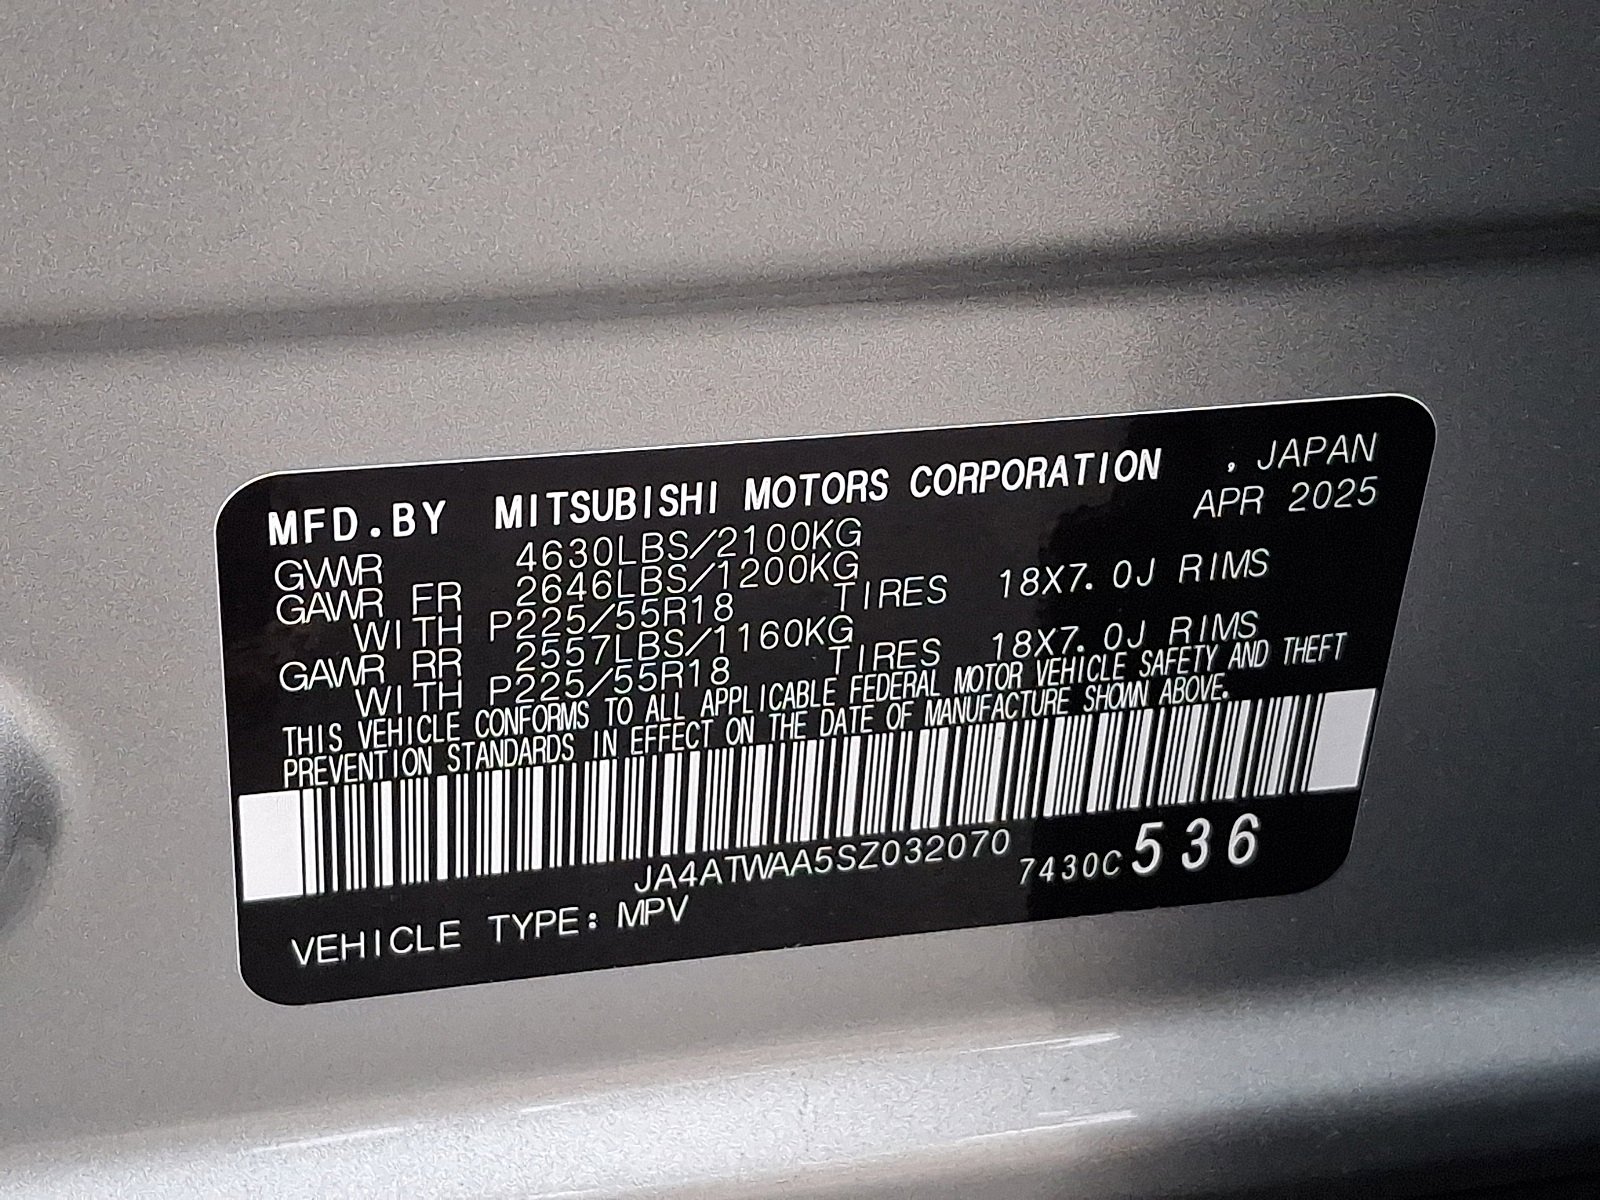 MFD.BY MITSUBISHI MOTORS CORPORATION , JAPAN
APR 2025
GVWR 4630LBS/2100KG
GAWR FR 2646LBS/1200KG
WITH P225/55R18 TIRES 18X7.0J RIMS
GAWR RR 2557LBS/1160KG
WITH P225/55R18 TIRES 18X7.0J RIMS
THIS VEHICLE CONFORMS TO ALL APPLICABLE FEDERAL MOTOR VEHICLE SAFETY AND THEFT
PREVENTION STANDARDS IN EFFECT ON THE DATE OF MANUFACTURE SHOWN ABOVE.
JA4ATWAA5SZ032070 7430C 536
VEHICLE TYPE: MPV